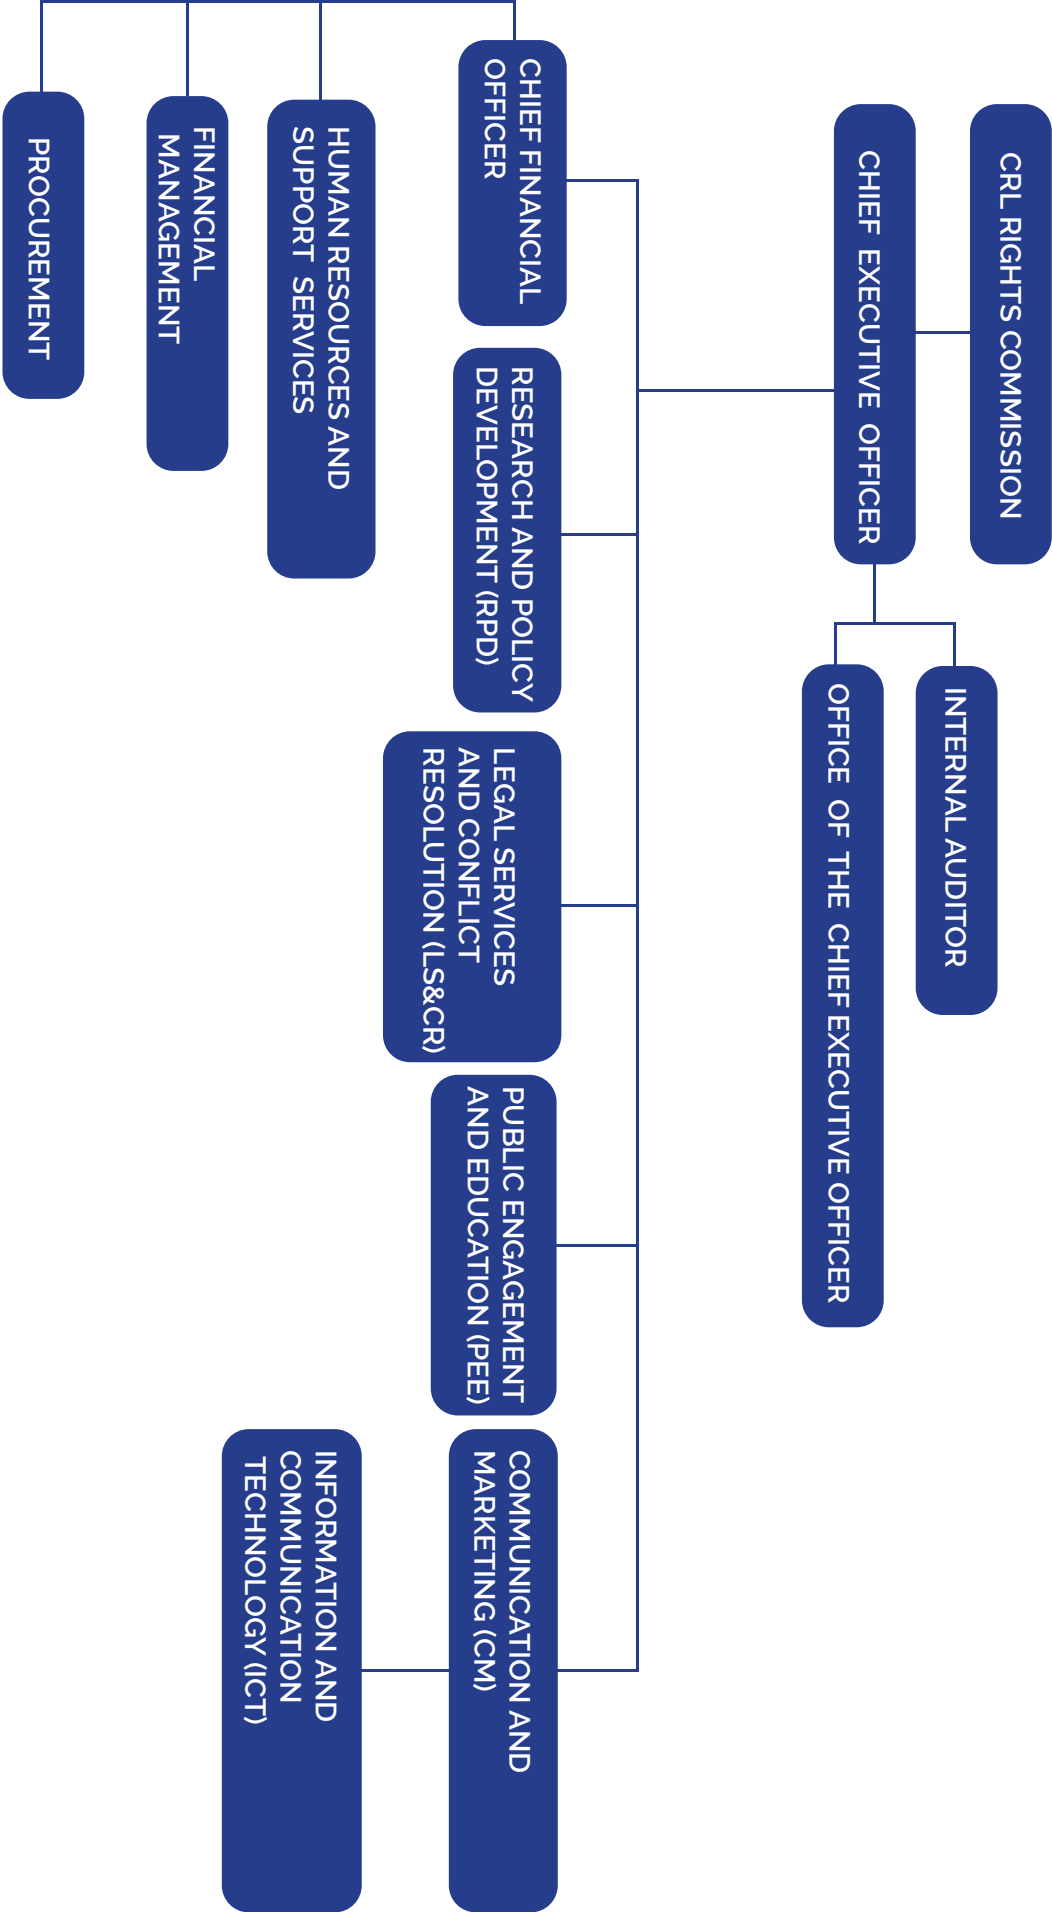 CRL RIGHTS COMMISSION
CHIEF EXECUTIVE OFFICER
INTERNAL AUDITOR
OFFICE OF THE CHIEF EXECUTIVE OFFICER
CHIEF FINANCIAL
OFFICER
RESEARCH AND POLICY
DEVELOPMENT (RPD)
LEGAL SERVICES
AND CONFLICT
RESOLUTION (LS&CR)
PUBLIC ENGAGEMENT
AND EDUCATION (PEE)
COMMUNICATION AND
MARKETING (CM)
HUMAN RESOURCES AND
SUPPORT SERVICES
FINANCIAL
MANAGEMENT
PROCUREMENT
INFORMATION AND
COMMUNICATION
TECHNOLOGY (ICT)